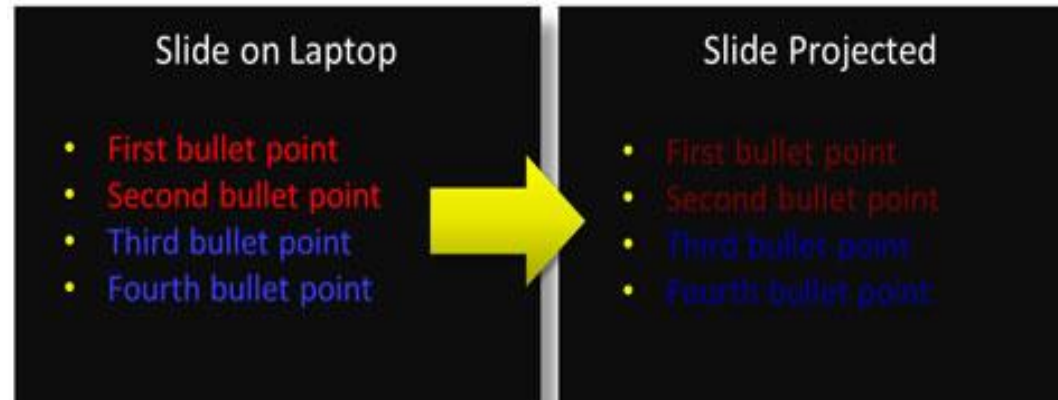 Slide on Laptop
• First bullet point
• Second bullet point
• Third bullet point
• Fourth bullet point
Slide Projected
• First bullet point
• Second bullet point
• Third bullet point
• Fourth bullet point